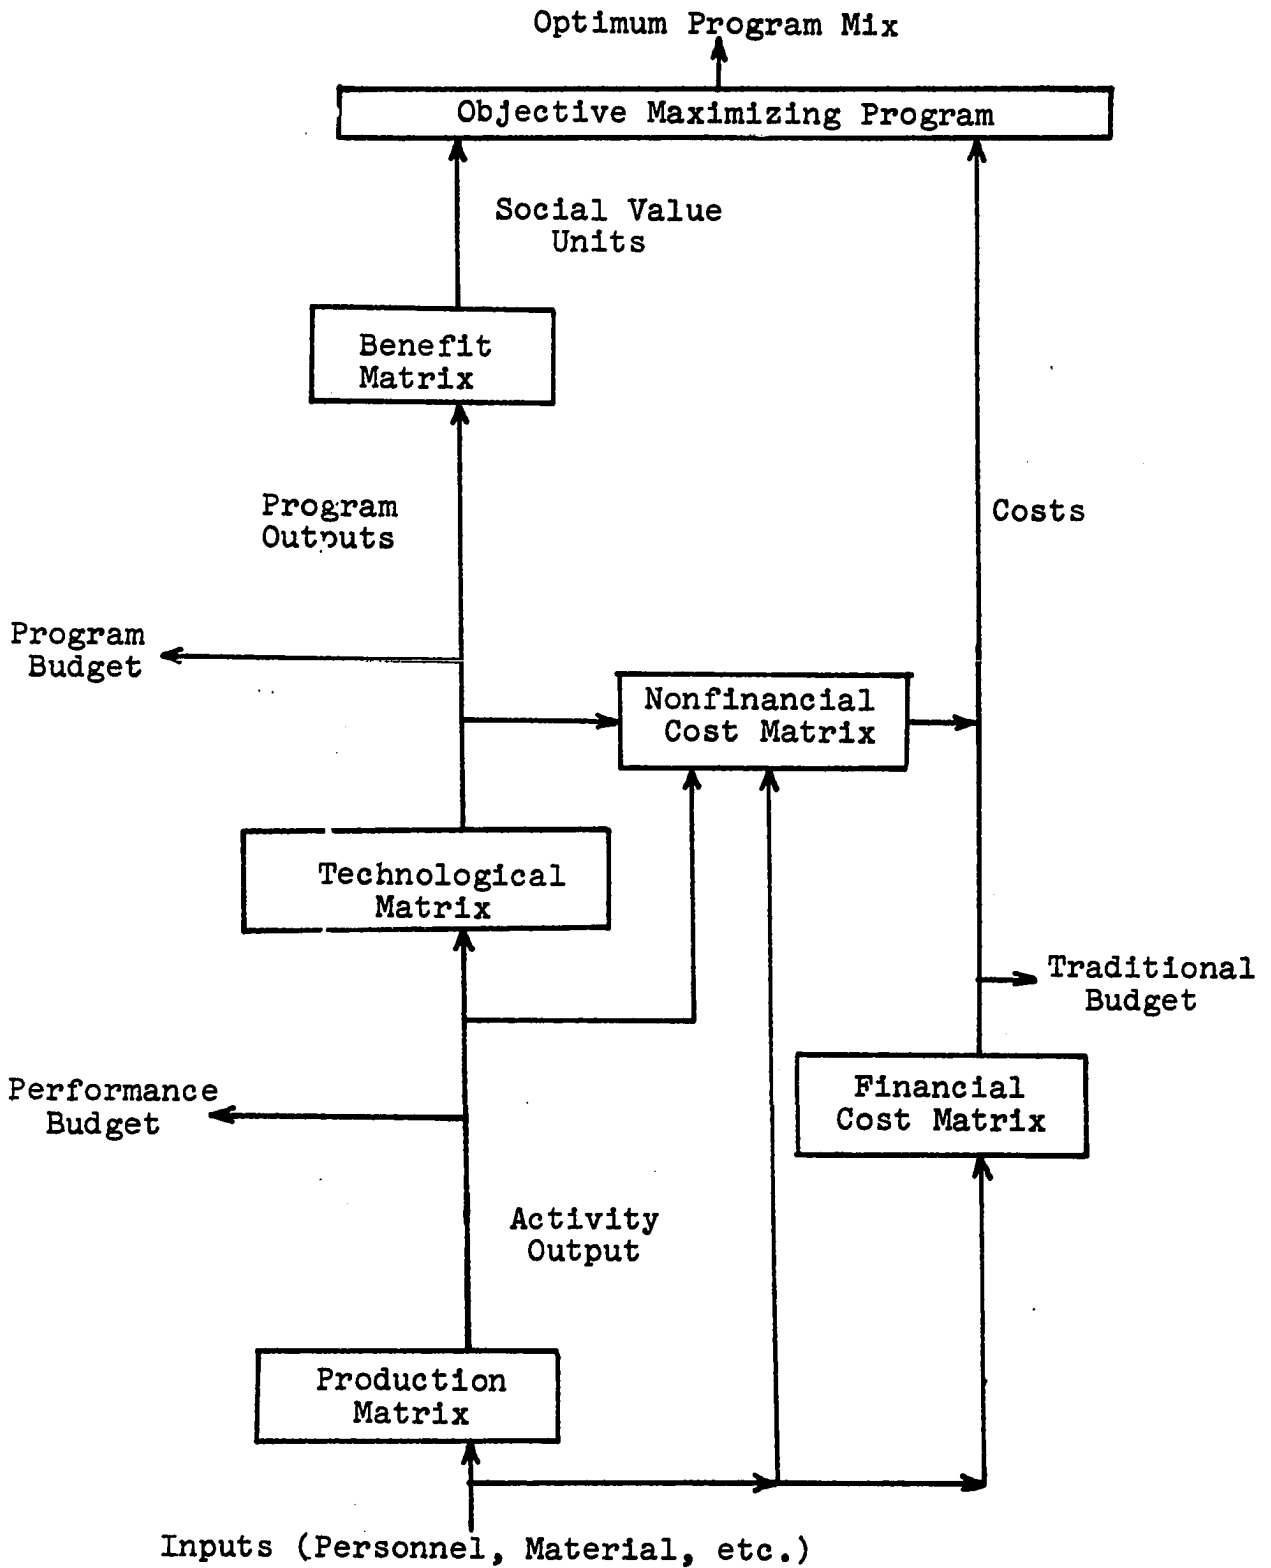 Optimum Program Mix
Objective Maximizing Program
Social Value
Units
Benefit
Matrix
Program
Outputs
Costs
Program
Budget
Nonfinancial
Cost Matrix
Technological
Matrix
Traditional
Budget
Performance
Budget
Financial
Cost Matrix
Activity
Output
Production
Matrix
Inputs (Personnel, Material, etc.)